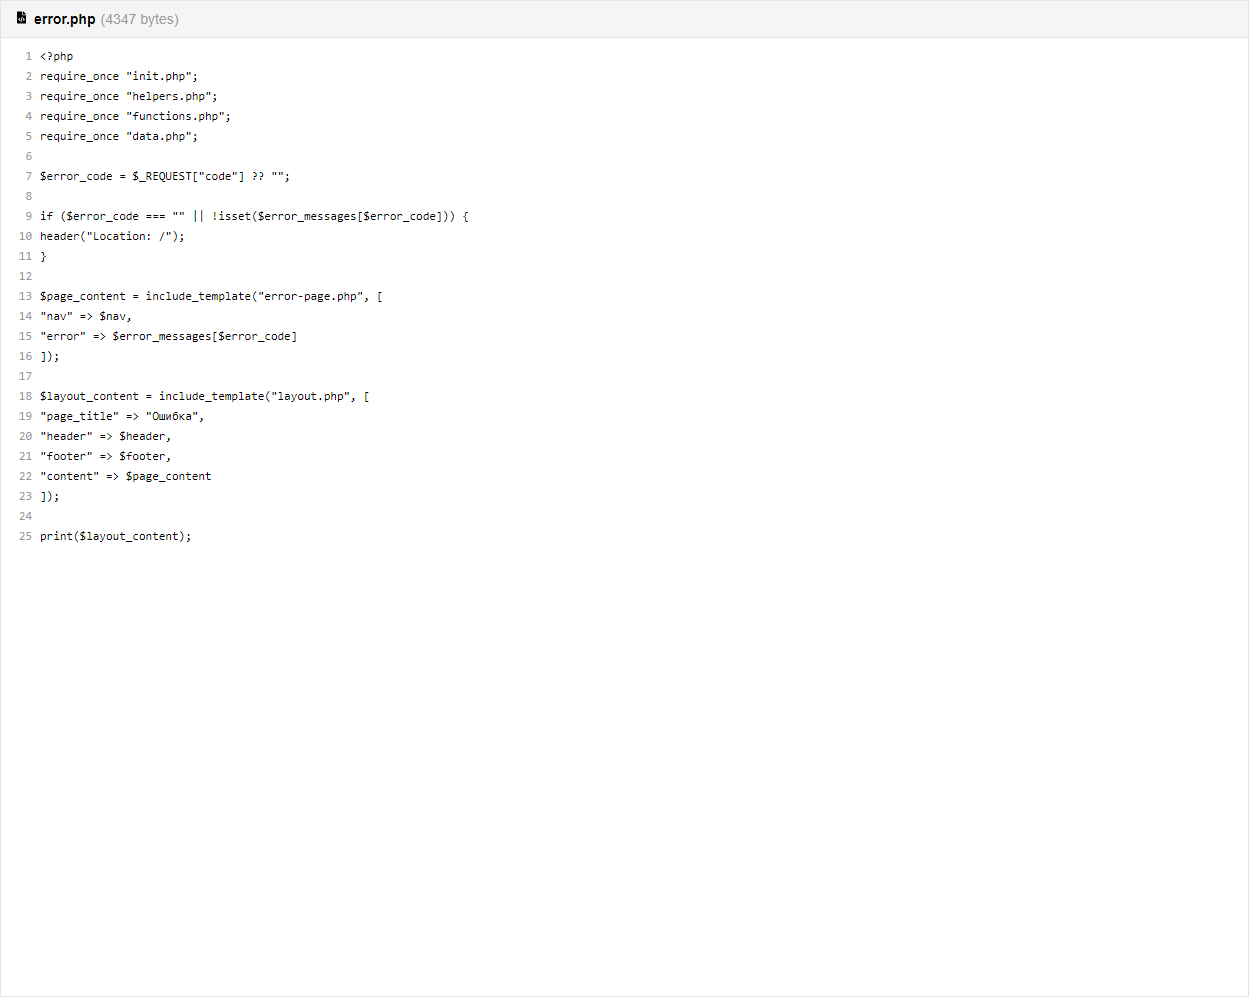 error.php (4347 bytes)
1 <?php
2 require_once "init.php";
3 require_once "helpers.php";
4 require_once "functions.php";
5 require_once "data.php";
6
7 $error_code = $_REQUEST["code"] ?? "";
8
9 if ($error_code === "" || !isset($error_messages[$error_code])) {
10 header("Location: /");
11 }
12
13 $page_content = include_template("error-page.php", [
14 "nav" => $nav,
15 "error" => $error_messages[$error_code]
16 ]);
17
18 $layout_content = include_template("layout.php", [
19 "page_title" => "Ошибка",
20 "header" => $header,
21 "footer" => $footer,
22 "content" => $page_content
23 ]);
24
25 print($layout_content);